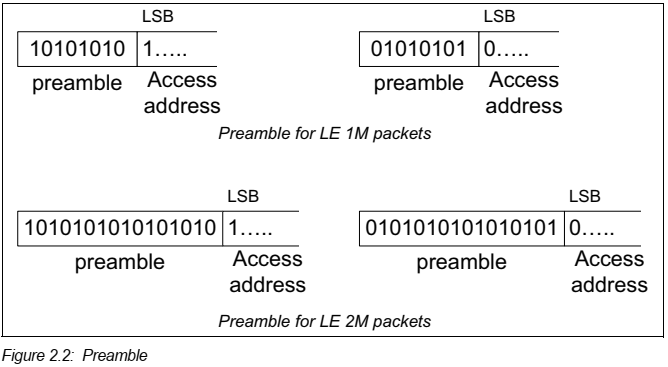 LSB LSB
10101010 1..... 01010101 0.....
preamble Access address preamble Access address
Preamble for LE 1M packets
LSB LSB
1010101010101010 1..... 0101010101010101 0.....
preamble Access address preamble Access address
Preamble for LE 2M packets
Figure 2.2: Preamble